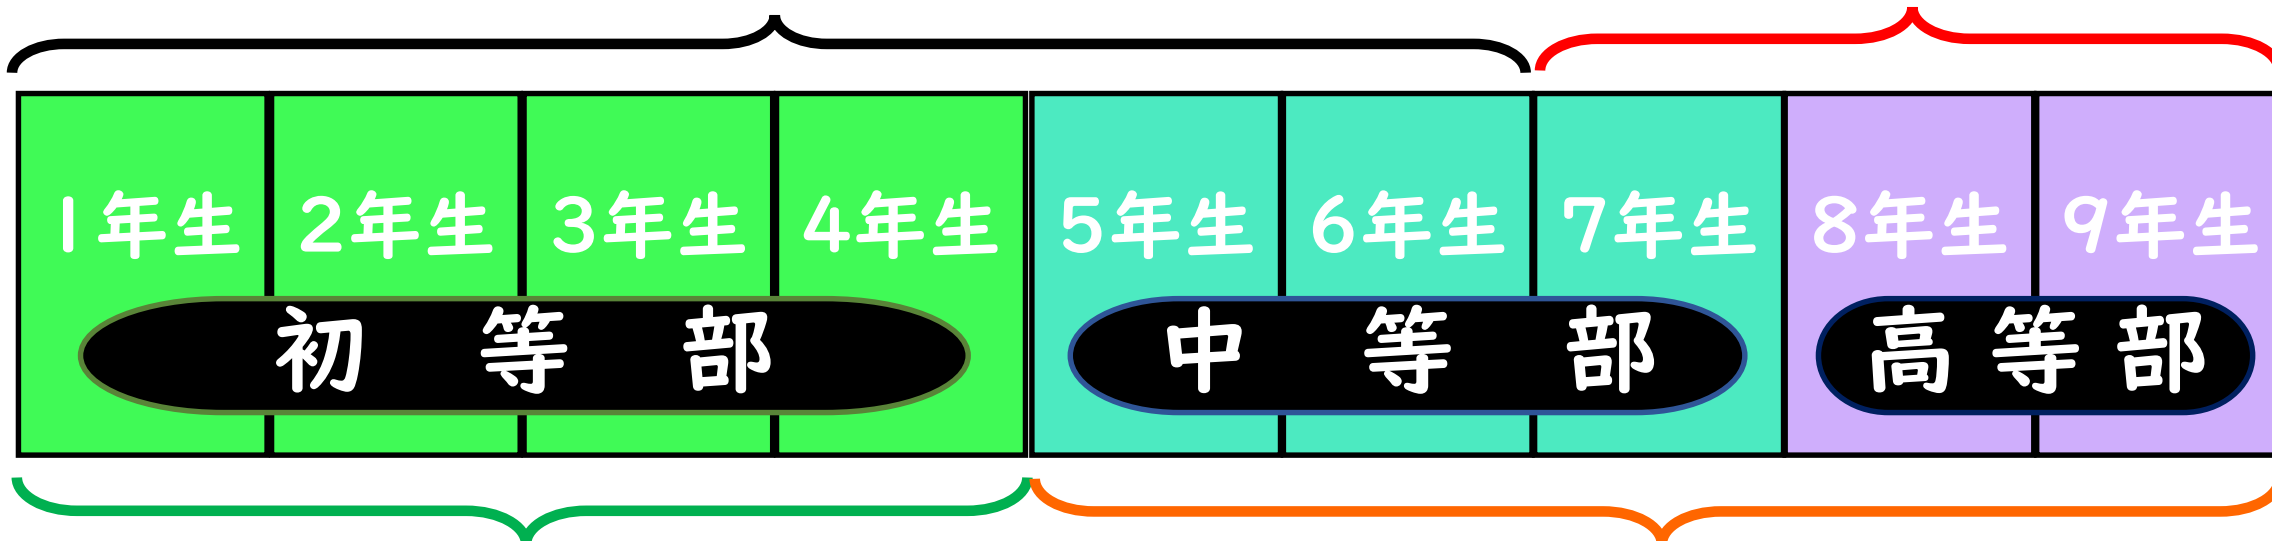 1年生 2年生 3年生 4年生 5年生 6年生 7年生 8年生 9年生
初等部 中等部 高等部